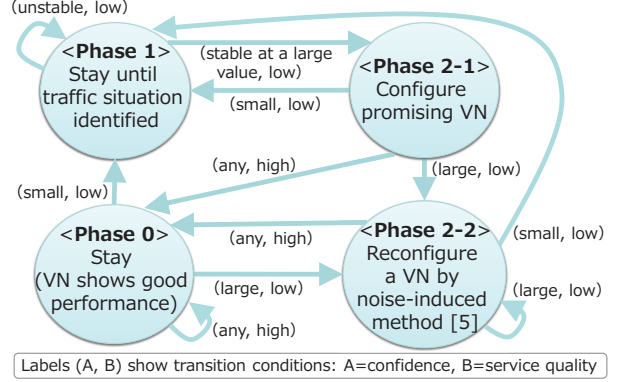 (unstable, low)
<Phase 1>
Stay until
traffic situation
identified
(stable at a large
value, low)
(small, low)
<Phase 2-1>
Configure
promising VN
(any, high)
(large, low)
(small, low)
<Phase 0>
Stay
(VN shows good
performance)
(any, high)
(large, low)
(any, high)
<Phase 2-2>
Reconfigure
a VN by
noise-induced
method [5]
(small, low)
(large, low)
Labels (A, B) show transition conditions: A=confidence, B=service quality